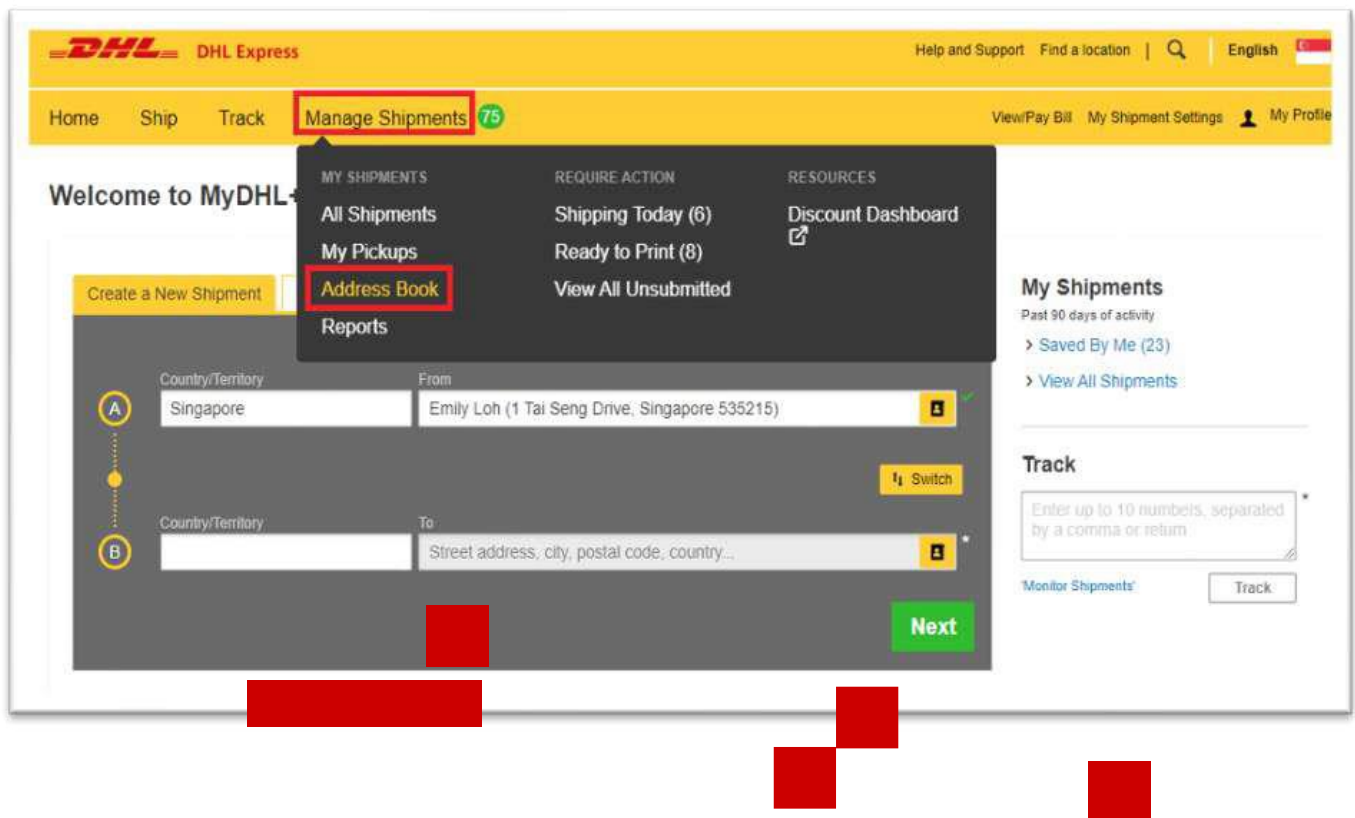 DHL DHL Express
Help and Support Find a location | English
Home Ship Track Manage Shipments 75
View/Pay Bill My Shipment Settings My Profile
Welcome to MyDHL+
MY SHIPMENTS
All Shipments
My Pickups
Address Book
Reports
REQUIRE ACTION
Shipping Today (6)
Ready to Print (8)
View All Unsubmitted
RESOURCES
Discount Dashboard
Create a New Shipment
Country/Territory From
A Singapore Emily Loh (1 Tai Seng Drive, Singapore 535215)
Switch
Country/Territory To
B Street address, city, postal code, country...
Next
My Shipments
Past 90 days of activity
> Saved By Me (23)
> View All Shipments
Track
Enter up to 10 numbers, separated
by a comma or return
'Monitor Shipments' Track